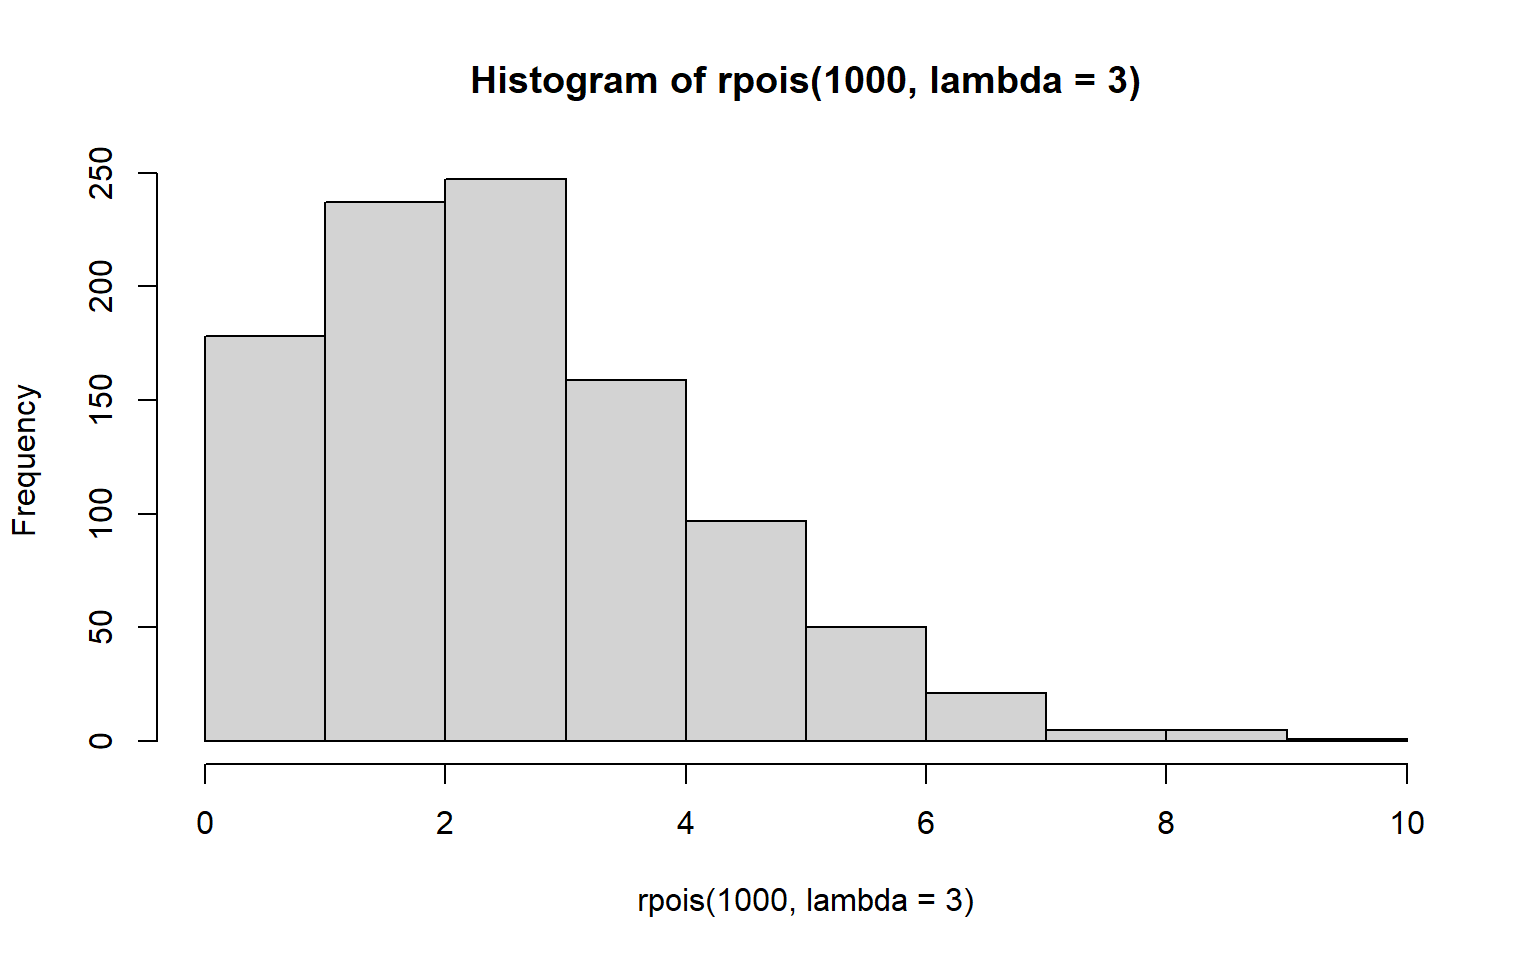 Histogram of rpois(1000, lambda = 3)
Frequency
250
200
150
100
50
0
0 2 4 6 8 10
rpois(1000, lambda = 3)